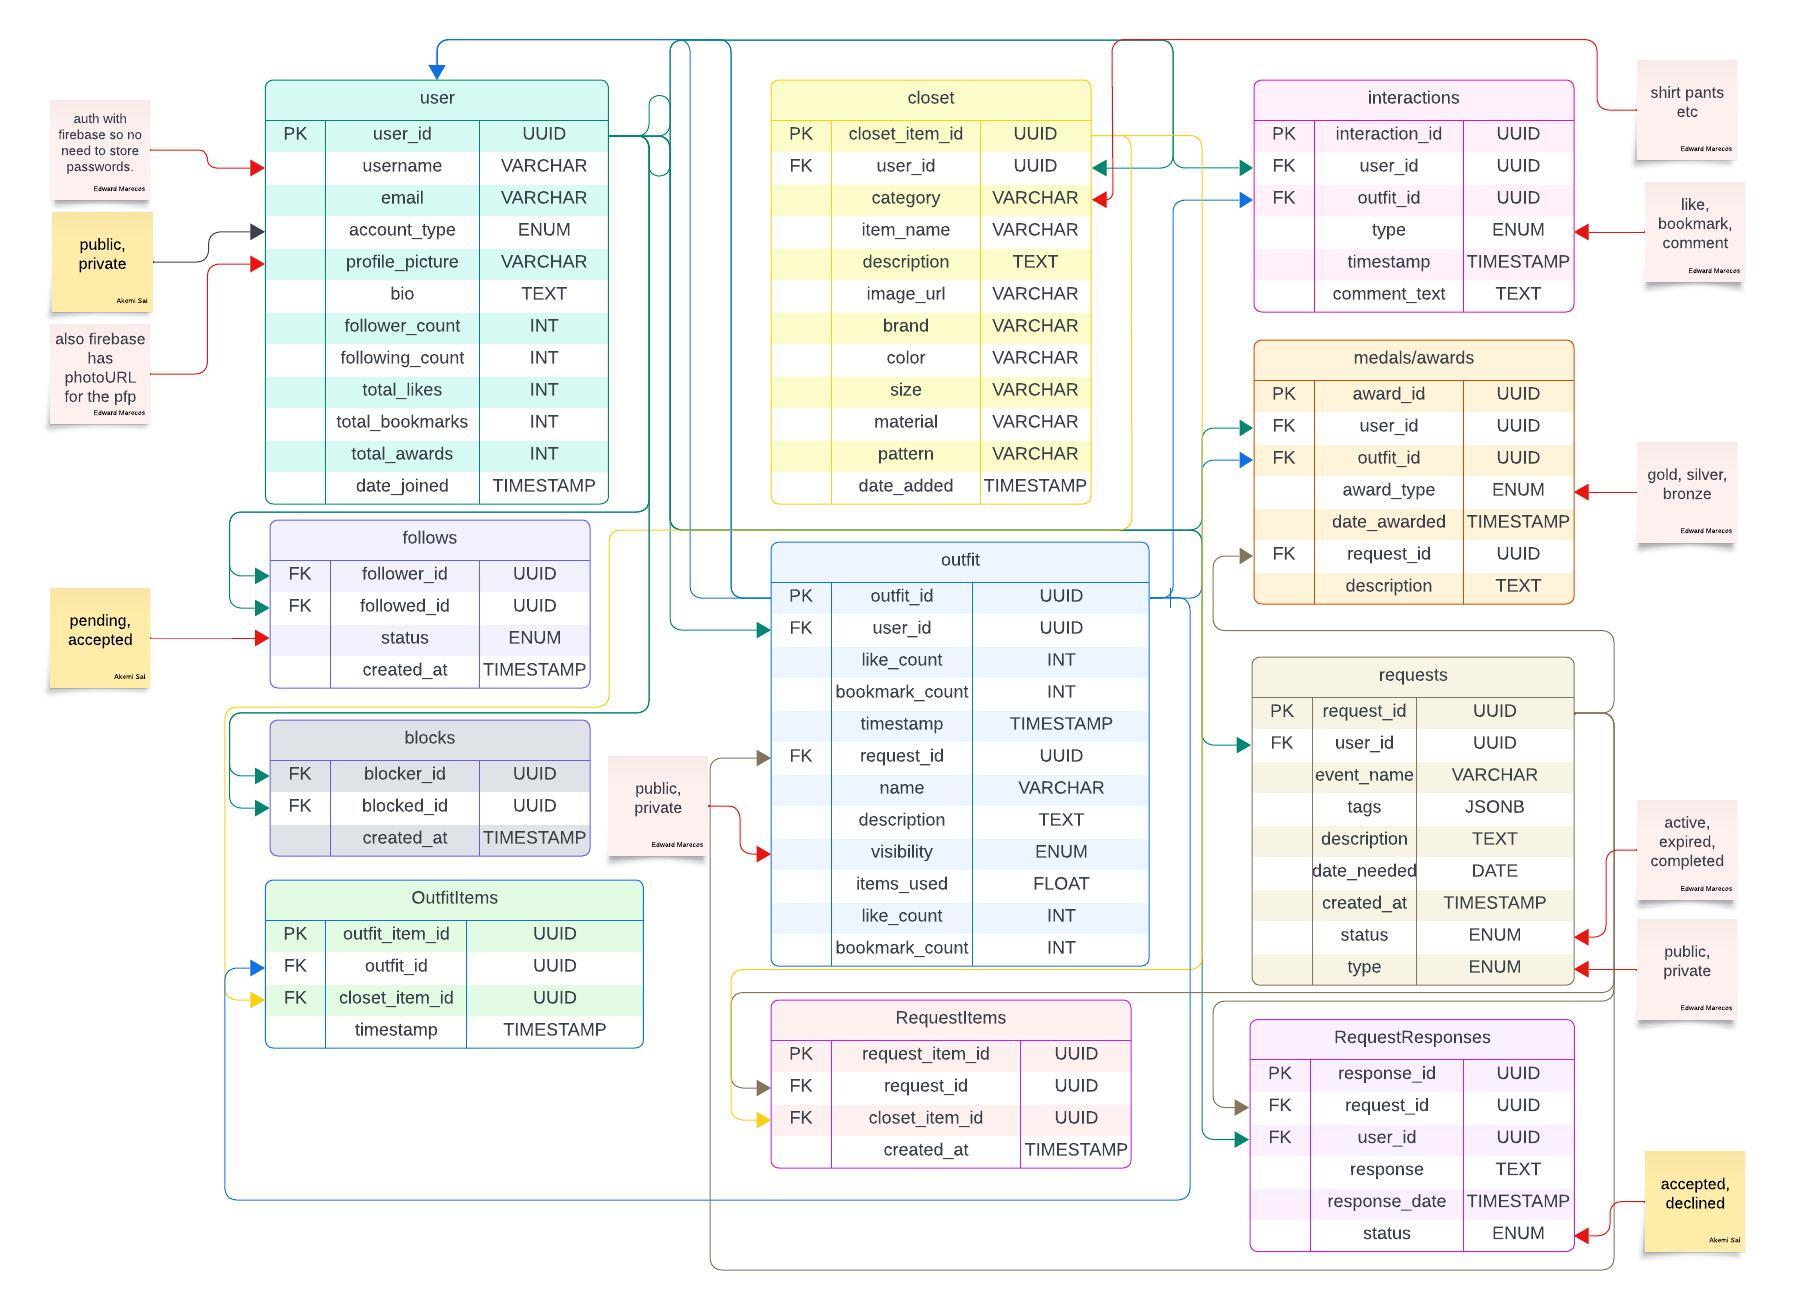 user
PK user_id UUID
username VARCHAR
email VARCHAR
account_type ENUM
profile_picture VARCHAR
bio TEXT
follower_count INT
following_count INT
total_likes INT
total_bookmarks INT
total_awards INT
date_joined TIMESTAMP
auth with
firebase so no
need to store
passwords.
Edward Marecos
public,
private
Akemi Sai
also firebase
has
photoURL
for the pfp
Edward Marecos
closet
PK closet_item_id UUID
FK user_id UUID
category VARCHAR
item_name VARCHAR
description TEXT
image_url VARCHAR
brand VARCHAR
color VARCHAR
size VARCHAR
material VARCHAR
pattern VARCHAR
date_added TIMESTAMP
interactions
PK interaction_id UUID
FK user_id UUID
FK outfit_id UUID
type ENUM
timestamp TIMESTAMP
comment_text TEXT
shirt pants
etc
Edward Marecos
like,
bookmark,
comment
Edward Marecos
medals/awards
PK award_id UUID
FK user_id UUID
FK outfit_id UUID
award_type ENUM
date_awarded TIMESTAMP
FK request_id UUID
description TEXT
gold, silver,
bronze
Edward Marecos
follows
FK follower_id UUID
FK followed_id UUID
status ENUM
created_at TIMESTAMP
pending,
accepted
Akemi Sai
blocks
FK blocker_id UUID
FK blocked_id UUID
created_at TIMESTAMP
OutfitItems
PK outfit_item_id UUID
FK outfit_id UUID
FK closet_item_id UUID
timestamp TIMESTAMP
outfit
PK outfit_id UUID
FK user_id UUID
like_count INT
bookmark_count INT
timestamp TIMESTAMP
FK request_id UUID
name VARCHAR
description TEXT
visibility ENUM
items_used FLOAT
like_count INT
bookmark_count INT
public,
private
Edward Marecos
requests
PK request_id UUID
FK user_id UUID
event_name VARCHAR
tags JSONB
description TEXT
date_needed DATE
created_at TIMESTAMP
status ENUM
type ENUM
active,
expired,
completed
Edward Marecos
public,
private
Edward Marecos
RequestItems
PK request_item_id UUID
FK request_id UUID
FK closet_item_id UUID
created_at TIMESTAMP
RequestResponses
PK response_id UUID
FK request_id UUID
FK user_id UUID
response TEXT
response_date TIMESTAMP
status ENUM
accepted,
declined
Akemi Sai